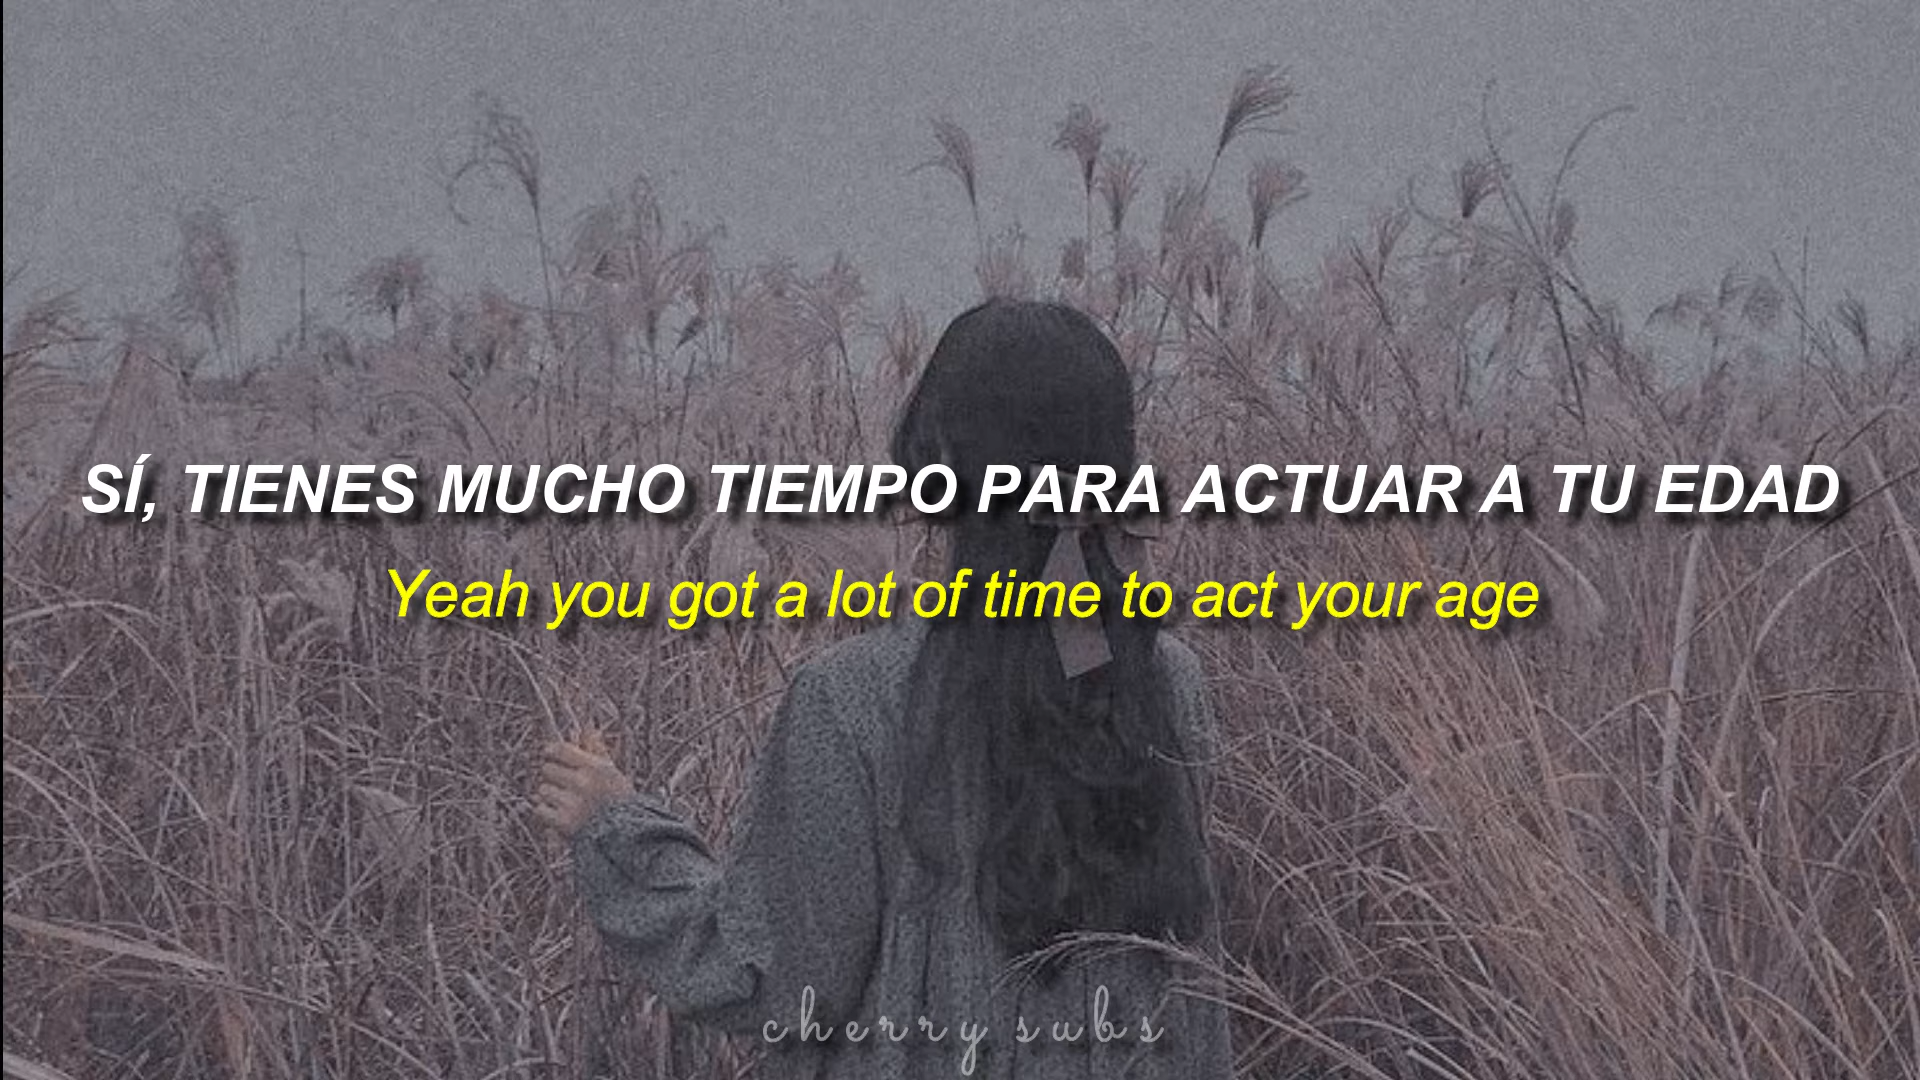 SÍ, TIENES MUCHO TIEMPO PARA ACTUAR A TU EDAD
Yeah you got a lot of time to act your age
cherry subs